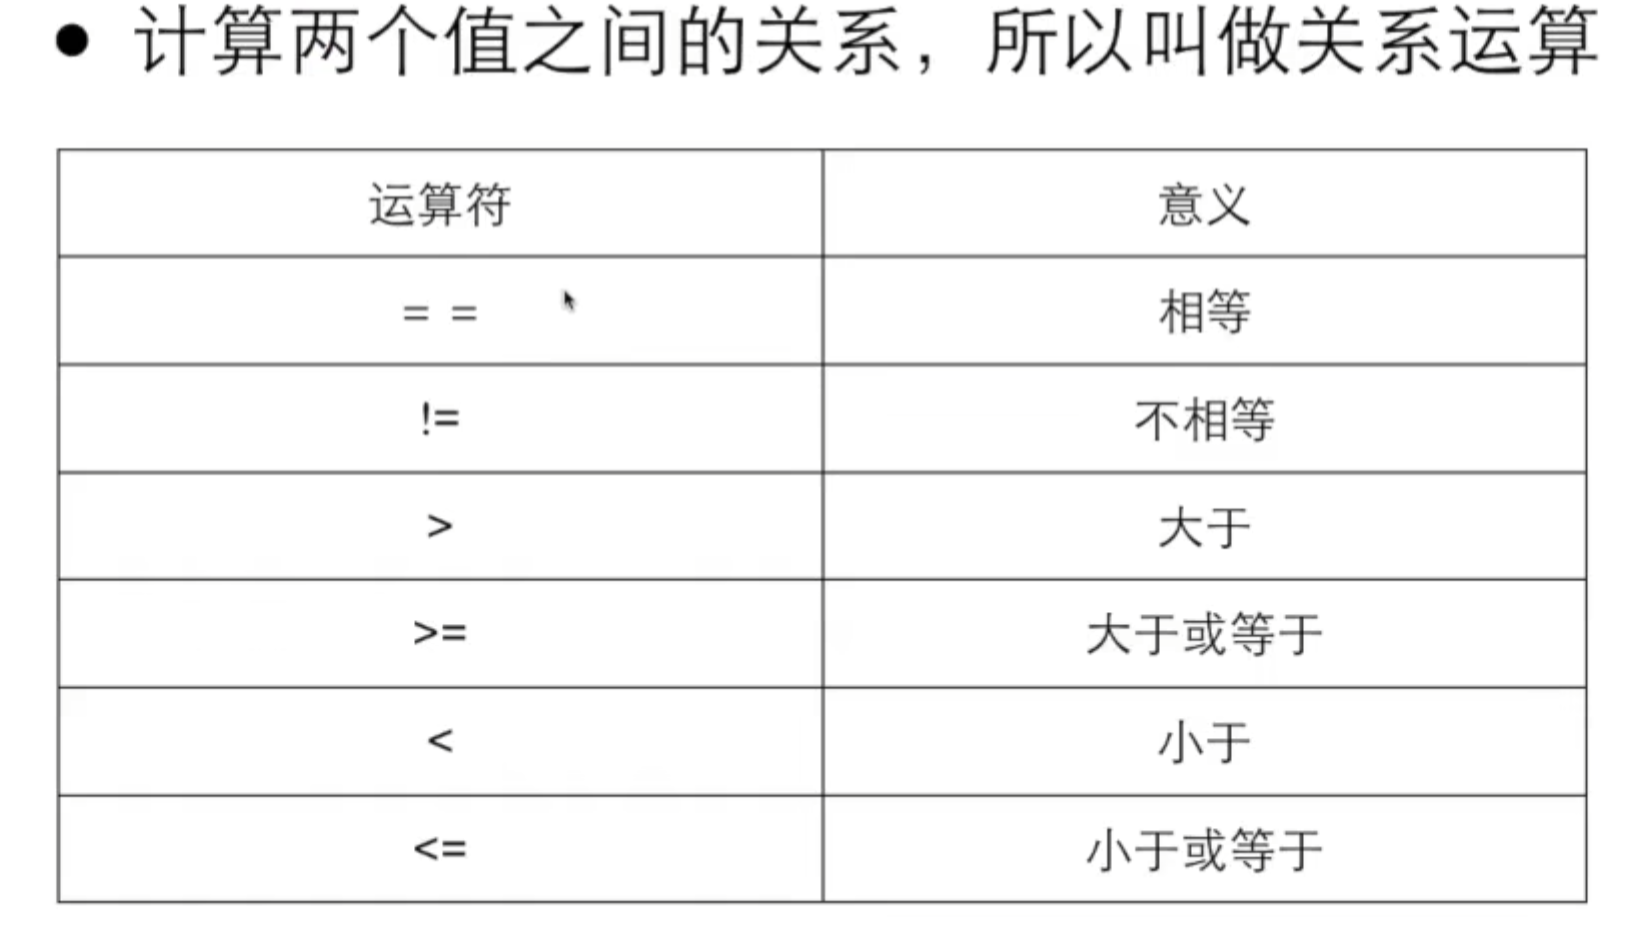 ● 计算两个值之间的关系，所以叫做关系运算
运算符 意义
= = 相等
!= 不相等
> 大于
>= 大于或等于
< 小于
<= 小于或等于